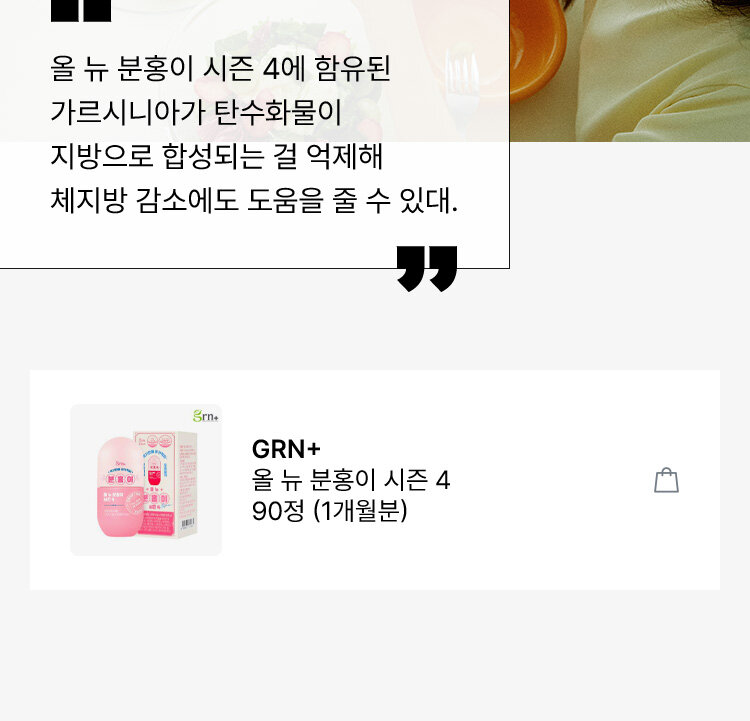 올 뉴 분홍이 시즌 4에 함유된
가르시니아가 탄수화물이
지방으로 합성되는 걸 억제해
체지방 감소에도 도움을 줄 수 있대.
grn+
분홍이
GRN+
올 뉴 분홍이 시즌 4
90정 (1개월분)